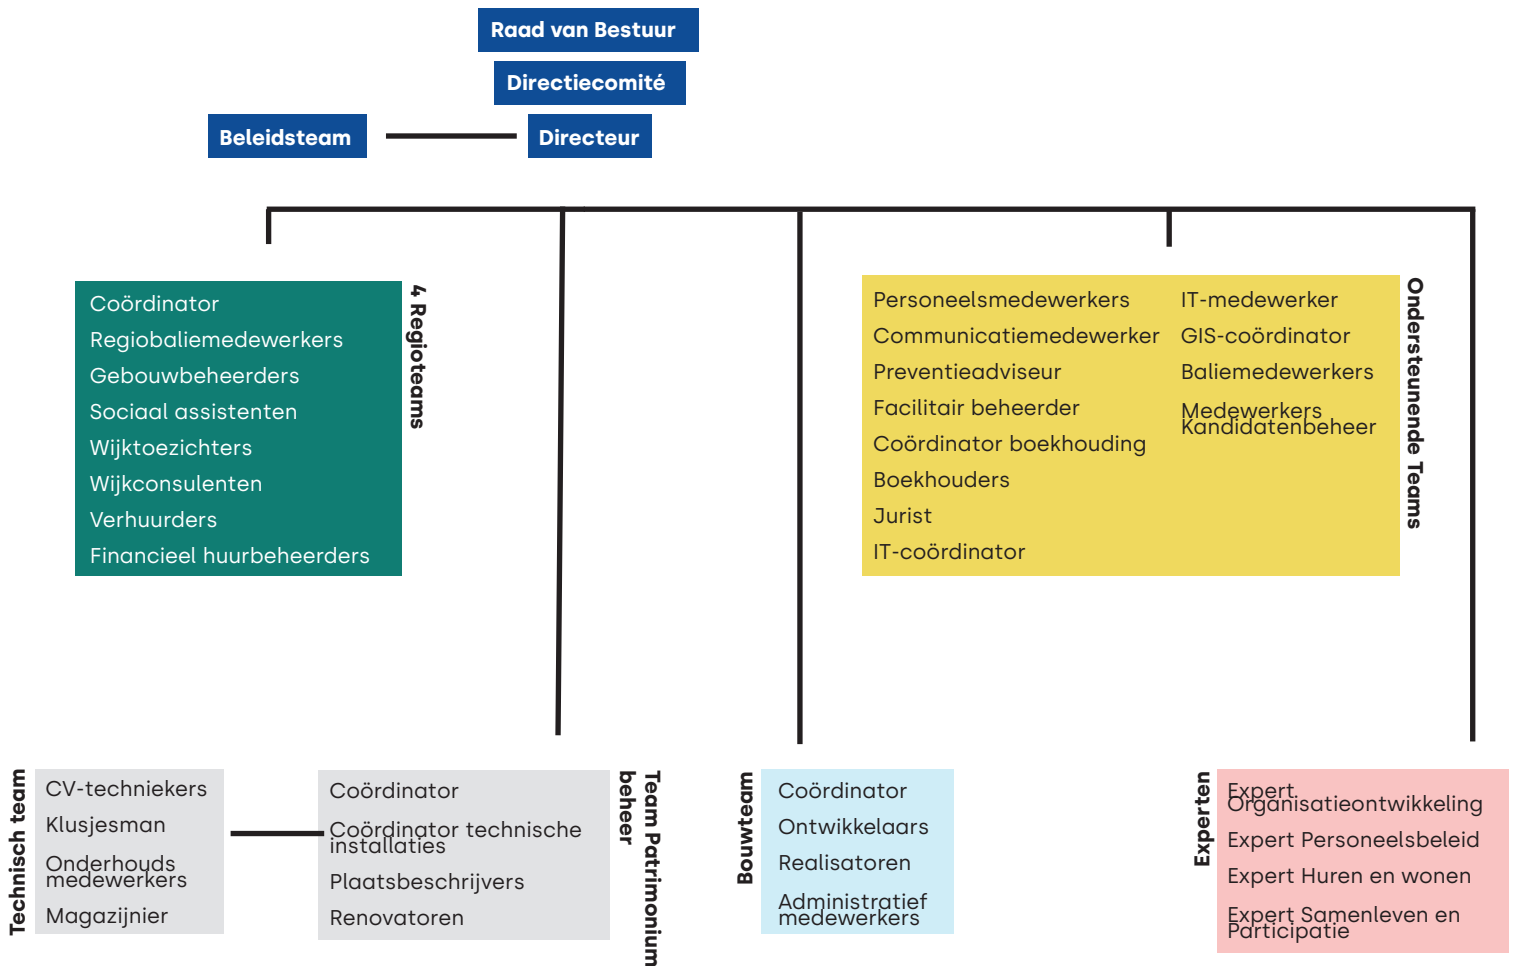 Raad van Bestuur
Directiecomité
Beleidsteam
Directeur
4 Regioteams
Coördinator
Regiobaliemedewerkers
Gebouwbeheerders
Sociaal assistenten
Wijktoezichters
Wijkconsulenten
Verhuurders
Financieel huurbeheerders
Ondersteunende Teams
Personeelsmedewerkers
Communicatiemedewerker
Preventieadviseur
Facilitair beheerder
Coördinator boekhouding
Boekhouders
Jurist
IT-coördinator
IT-medewerker
GIS-coördinator
Baliemedewerkers
Medewerkers
Kandidatenbeheer
Technisch team
CV-techniekers
Klusjesman
Onderhouds
medewerkers
Magazijnier
Coördinator
Coördinator technische
installaties
Plaatsbeschrijvers
Renovatoren
Team Patrimonium
beheer
Bouwteam
Coördinator
Ontwikkelaars
Realisatoren
Administratief
medewerkers
Experten
Expert
Organisatieontwikkeling
Expert Personeelsbeleid
Expert Huren en wonen
Expert Samenleven en
Participatie